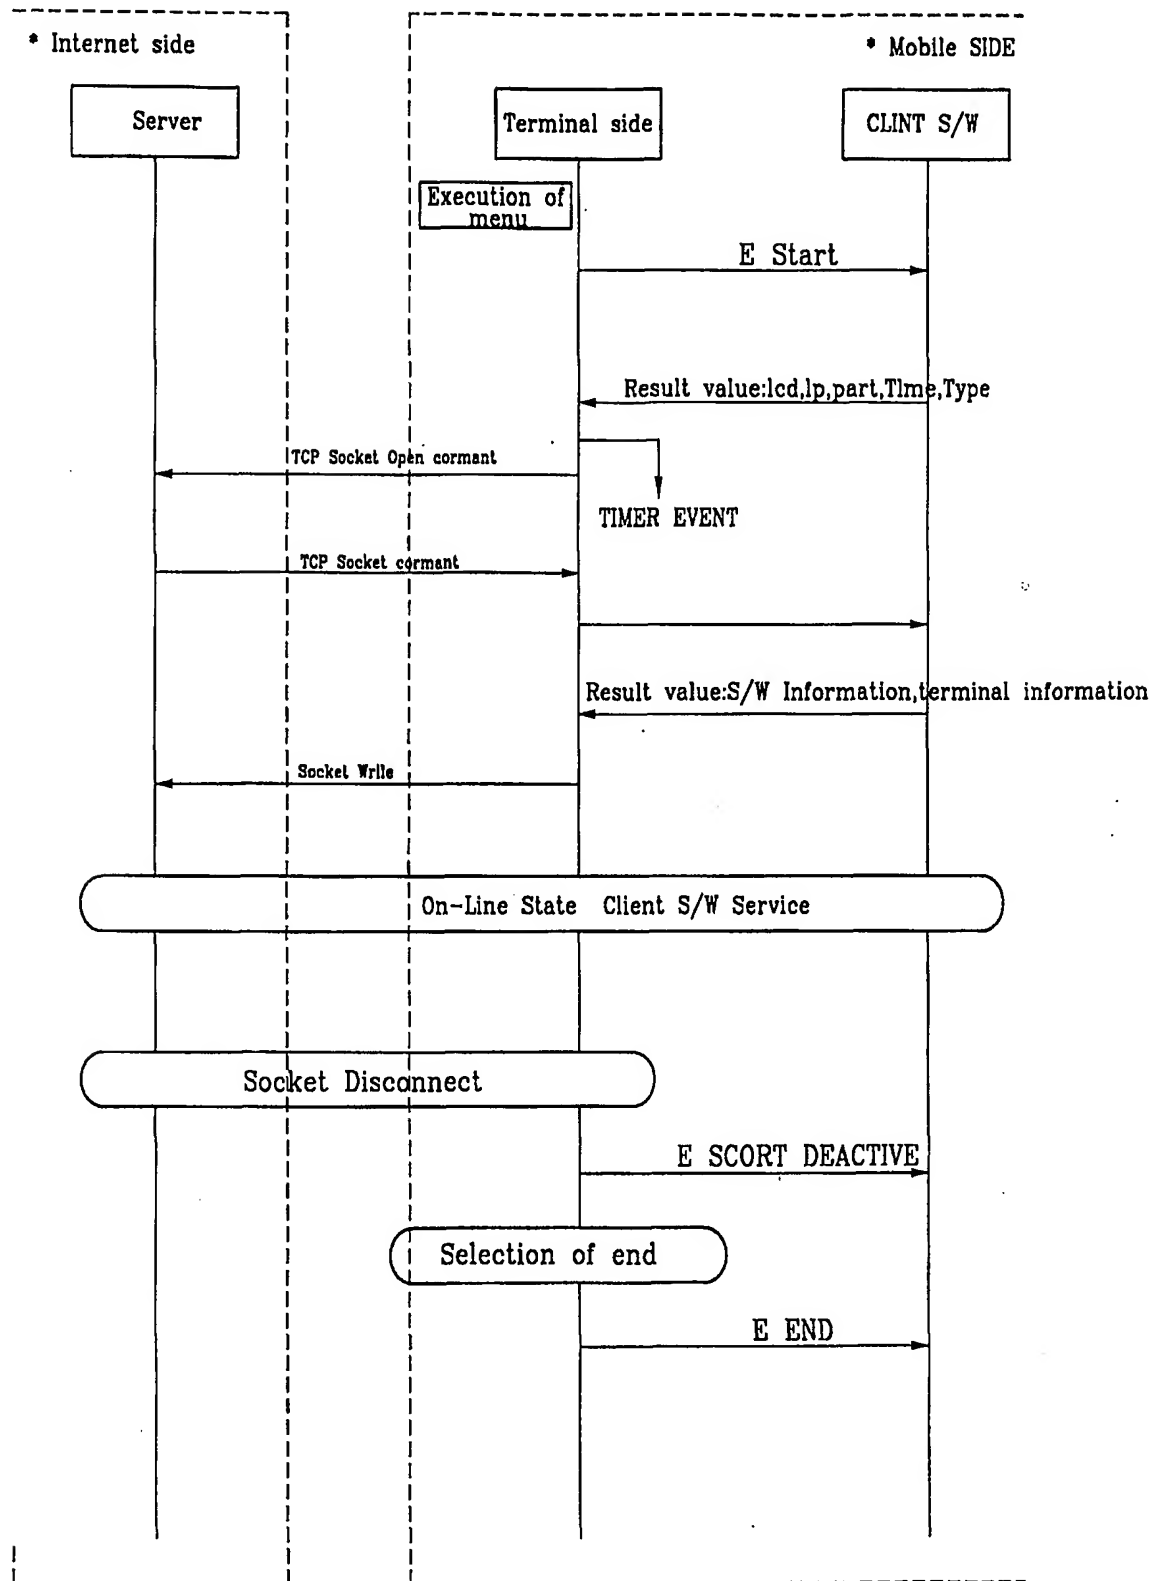 * Internet side
* Mobile SIDE
Server
Terminal side
CLINT S/W
Execution of
menu
E Start
Result value:lcd,lp,part,TIme,Type
TCP Socket Open cormant
TIMER EVENT
TCP Socket cormant
Result value:S/W Information,terminal information
Socket Wrlle
On-Line State Client S/W Service
Socket Disconnect
E SCORT DEACTIVE
Selection of end
E END